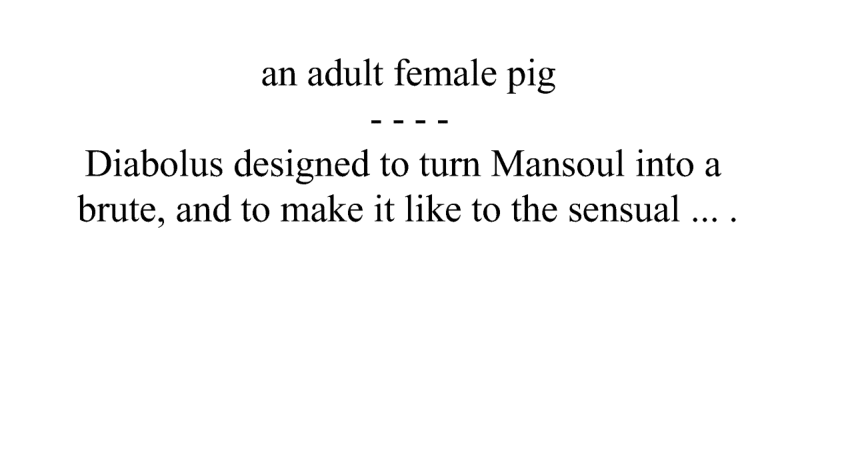 an adult female pig
- - - -
Diabolus designed to turn Mansoul into a
brute, and to make it like to the sensual ... .